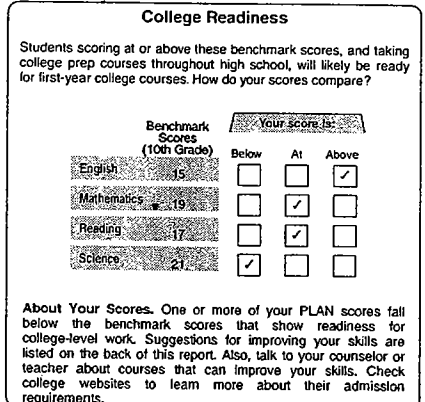 College Readiness
Students scoring at or above these benchmark scores, and taking
college prep courses throughout high school, will likely be ready
for first-year college courses. How do your scores compare?
Benchmark
Scores
(10th Grade)
Your score is:
Below At Above
English 15 ✓
Mathematics 19 ✓
Reading 17 ✓
Science 21 ✓
About Your Scores. One or more of your PLAN scores fall
below the benchmark scores that show readiness for
college-level work. Suggestions for improving your skills are
listed on the back of this report. Also, talk to your counselor or
teacher about courses that can improve your skills. Check
college websites to learn more about their admission
requirements.